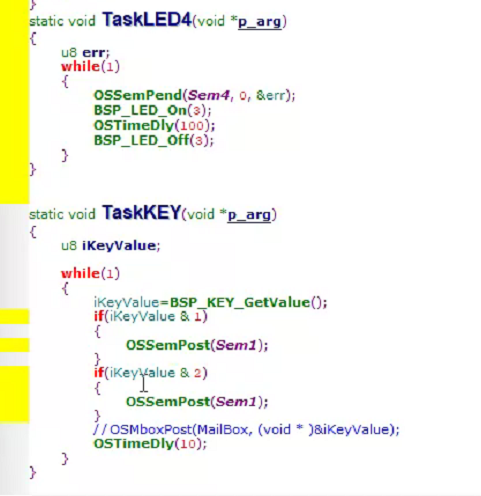 }
static void TaskLED4(void *p_arg)
{
u8 err;
while(1)
{
OSSemPend(Sem4, 0, &err);
BSP_LED_On(3);
OSTimeDly(100);
BSP_LED_Off(3);
}
}
static void TaskKEY(void *p_arg)
{
u8 iKeyValue;
while(1)
{
iKeyValue=BSP_KEY_GetValue();
if(iKeyValue & 1)
{
OSSemPost(Sem1);
}
if(iKeyValue & 2)
{
OSSemPost(Sem1);
}
//OSMboxPost(MailBox, (void * )&iKeyValue);
OSTimeDly(10);
}
}